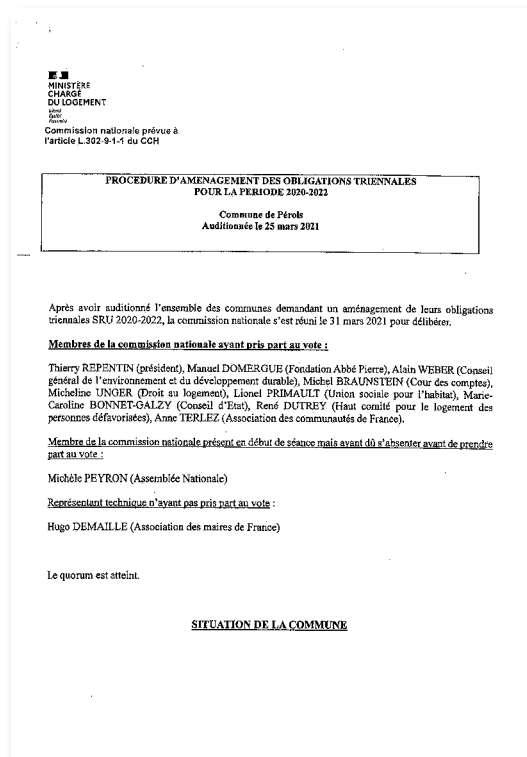 MINISTÈRE
CHARGÉ
DU LOGEMENT
Liberté
Égalité
Fraternité
Commission nationale prévue à
l'article L.302-9-1-1 du CCH
PROCEDURE D'AMENAGEMENT DES OBLIGATIONS TRIENNALES
POUR LA PERIODE 2020-2022
Commune de Pérols
Auditionnée le 25 mars 2021
Après avoir auditionné l'ensemble des communes demandant un aménagement de leurs obligations
triennales SRU 2020-2022, la commission nationale s'est réuni le 31 mars 2021 pour délibérer.
Membres de la commission nationale ayant pris part au vote :
Thierry REPENTIN (président), Manuel DOMERGUE (Fondation Abbé Pierre), Alain WEBER (Conseil
général de l'environnement et du développement durable), Michel BRAUNSTEIN (Cour des comptes),
Micheline UNGER (Droit au logement), Lionel PRIMAULT (Union sociale pour l'habitat), Marie-
Caroline BONNET-GALZY (Conseil d'Etat), René DUTREY (Haut comité pour le logement des
personnes défavorisées), Anne TERLEZ (Association des communautés de France).
Membre de la commission nationale présent en début de séance mais ayant dû s'absenter avant de prendre
part au vote :
Michèle PEYRON (Assemblée Nationale)
Représentant technique n'ayant pas pris part au vote :
Hugo DEMAILLE (Association des maires de France)
Le quorum est atteint.
SITUATION DE LA COMMUNE